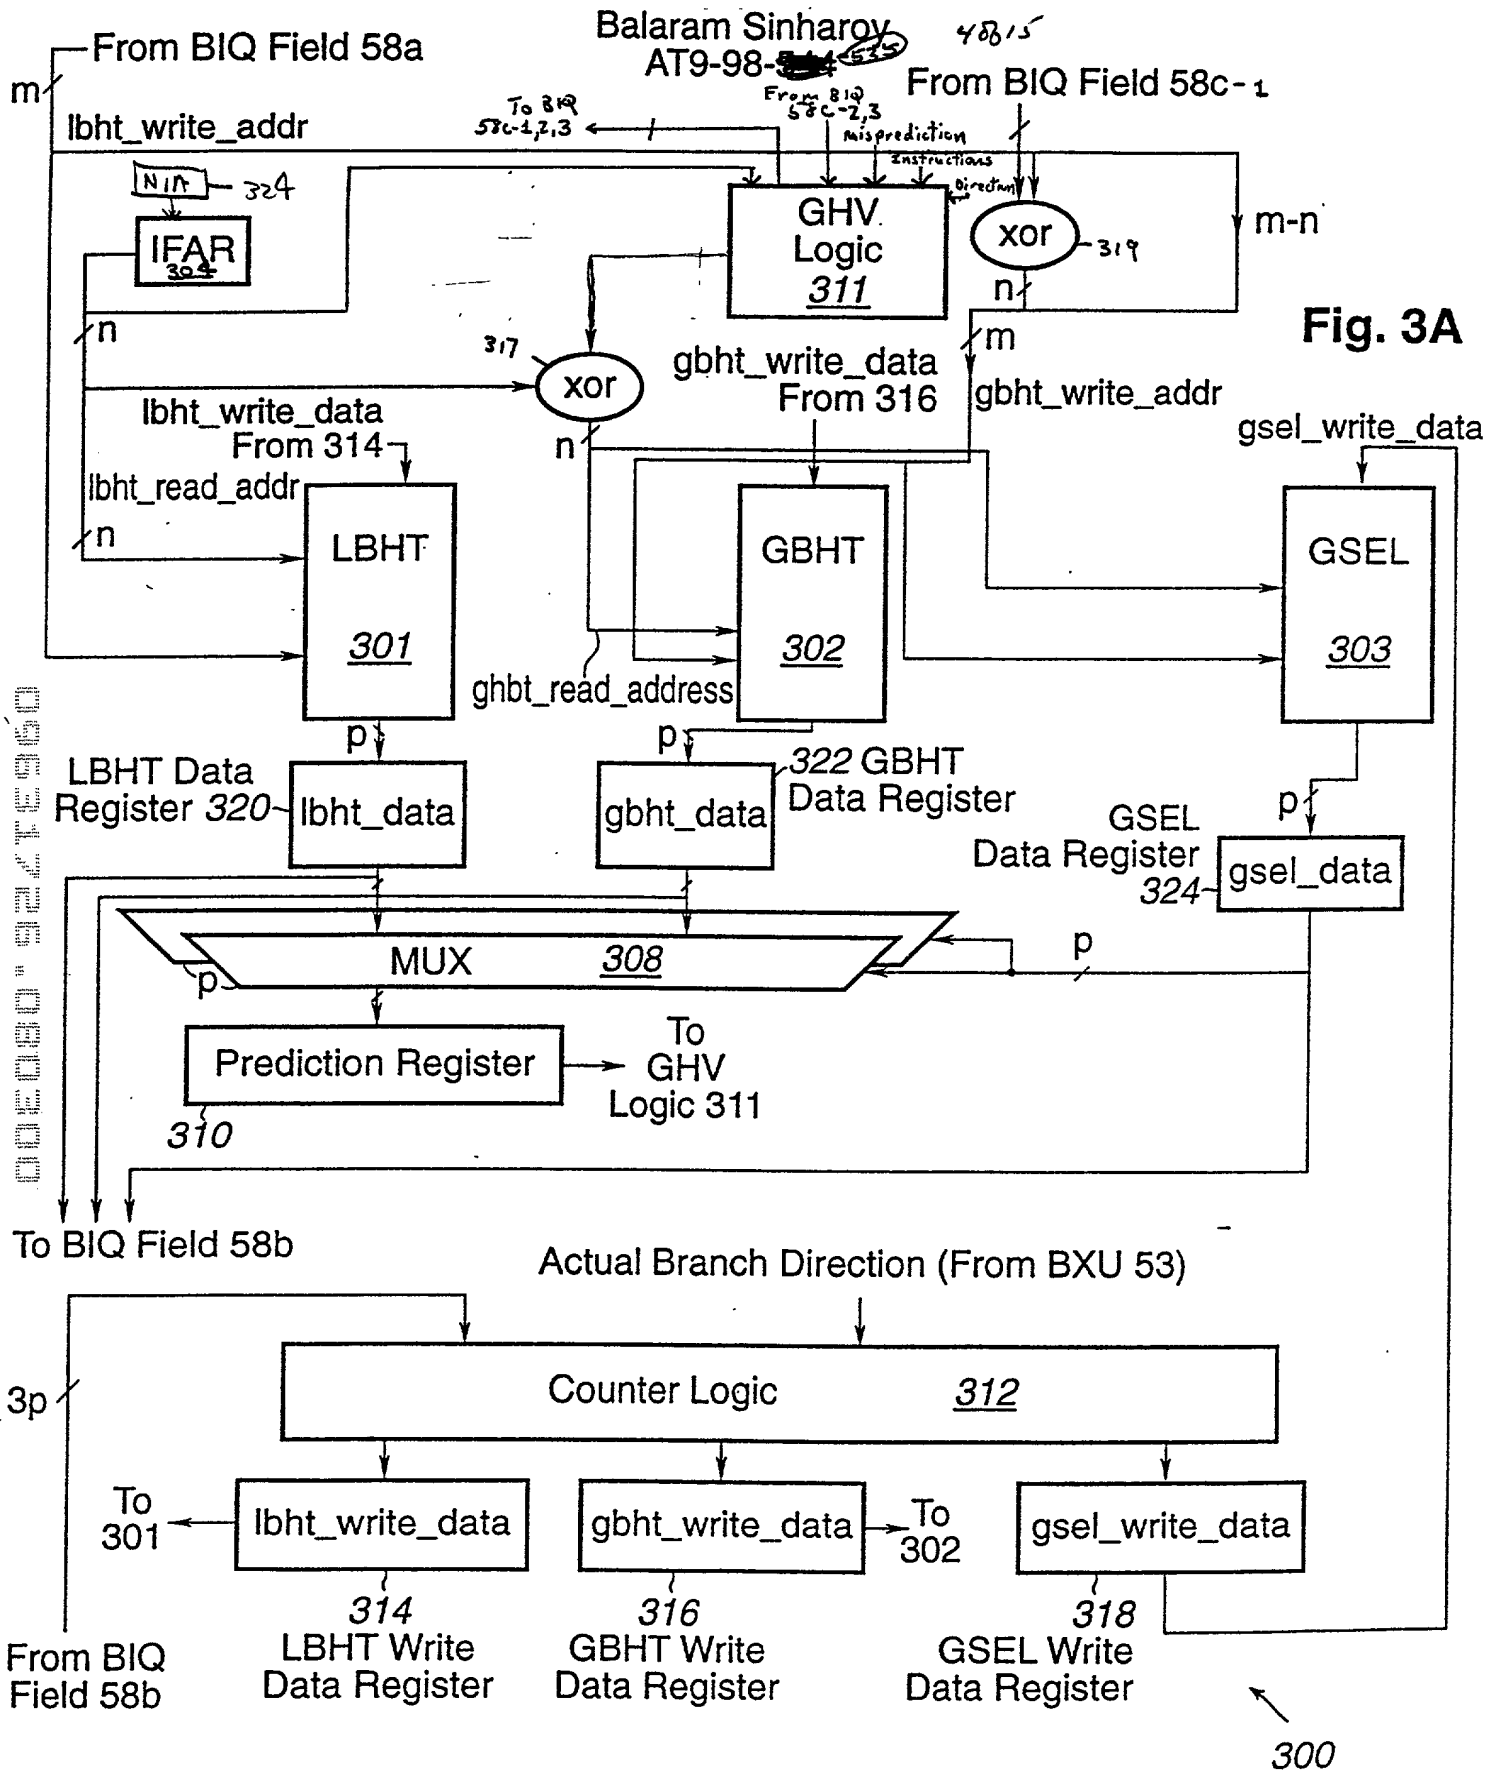 Balaram Sinharoy
AT9-98-
-535
48615
From BIQ Field 58a
m
lbht_write_addr
To BIQ
58c-1,2,3
From BIQ
58c-2,3
misprediction
Instructions
Direction
From BIQ Field 58c-1
NIA
324
IFAR
304
GHV
Logic
311
xor
319
m-n
n
n
m
Fig. 3A
317
xor
gbht_write_data
From 316
gbht_write_addr
lbht_write_data
From 314
n
gsel_write_data
lbht_read_addr
n
LBHT
301
GBHT
302
GSEL
303
ghbt_read_address
p
p
p
LBHT Data
Register 320
lbht_data
gbht_data
322 GBHT
Data Register
GSEL
Data Register
324
gsel_data
MUX 308
p
p
Prediction Register
310
To
GHV
Logic 311
To BIQ Field 58b
Actual Branch Direction (From BXU 53)
3p
Counter Logic 312
To
301
lbht_write_data
gbht_write_data
To
302
gsel_write_data
314
LBHT Write
Data Register
316
GBHT Write
Data Register
318
GSEL Write
Data Register
From BIQ
Field 58b
300